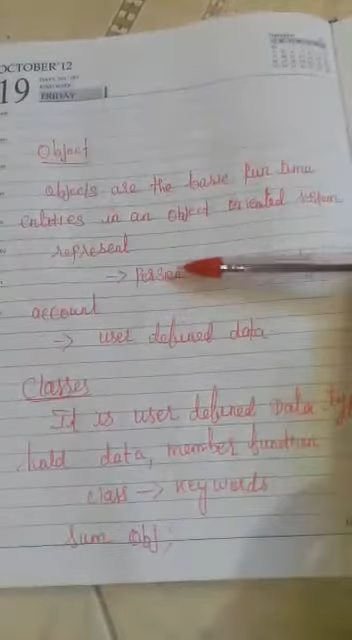 OCTOBER'12
19
FRIDAY
Object
objects are the basic run time
entities in an object oriented system
represent
→ Person
account
→ user defined data
Classes
It is user defined Data ty
hold data, member function
class → keywords
sum obj;